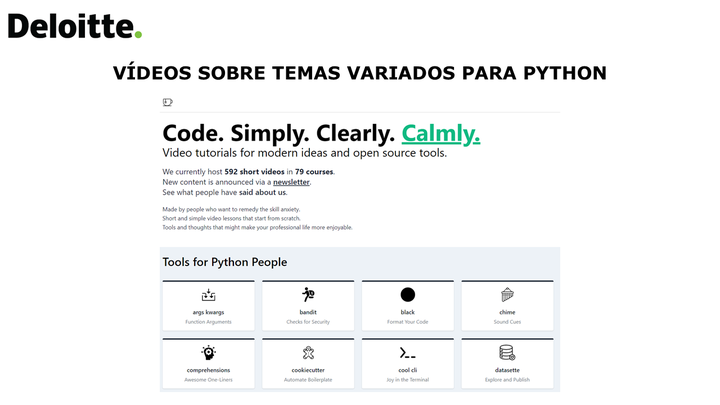 Deloitte.
VÍDEOS SOBRE TEMAS VARIADOS PARA PYTHON
Code. Simply. Clearly. Calmly.
Video tutorials for modern ideas and open source tools.
We currently host 592 short videos in 79 courses.
New content is announced via a newsletter.
See what people have said about us.
Made by people who want to remedy the skill anxiety.
Short and simple video lessons that start from scratch.
Tools and thoughts that might make your professional life more enjoyable.
Tools for Python People
args kwargs
Function Arguments
bandit
Checks for Security
black
Format Your Code
chime
Sound Cues
comprehensions
Awesome One-Liners
cookiecutter
Automate Boilerplate
cool cli
Joy in the Terminal
datasette
Explore and Publish